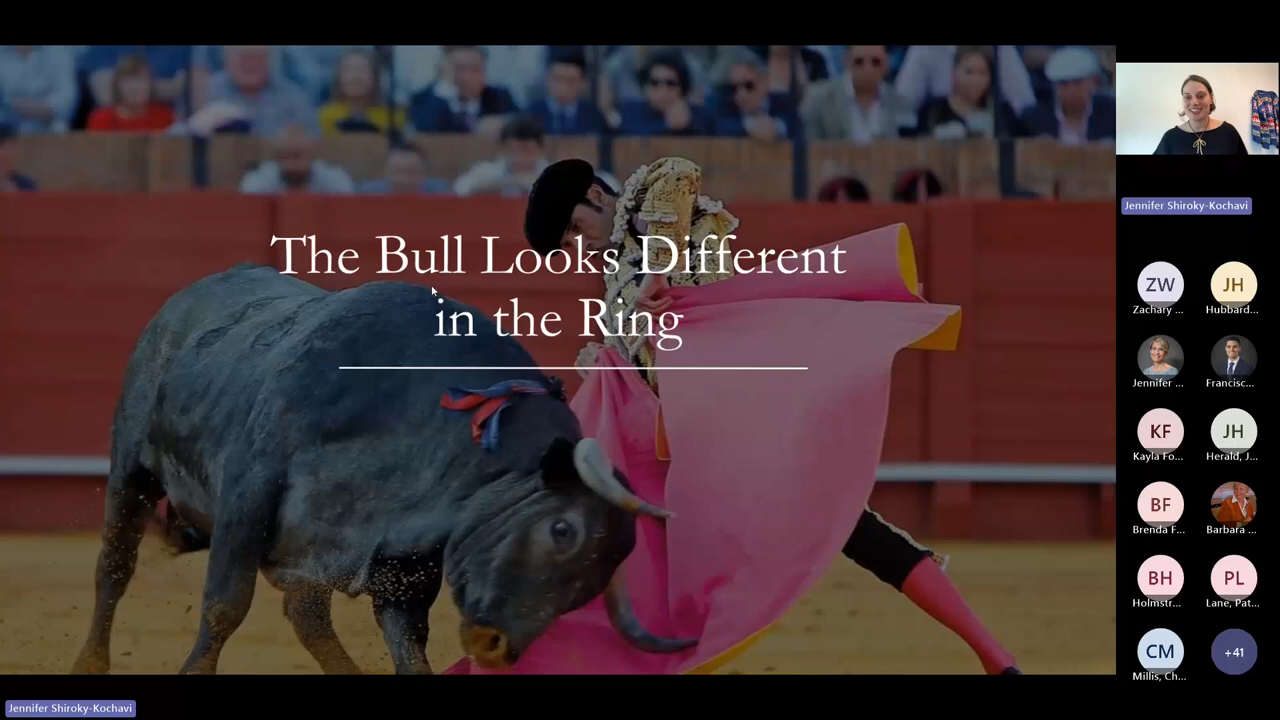 The Bull Looks Different
in the Ring
Jennifer Shiroky-Kochavi
ZW
JH
Zachary ...
Hubbard...
Jennifer ...
Francisc...
KF
JH
Kayla Fo...
Herald, J...
BF
Brenda F...
Barbara ...
BH
PL
Holmstr...
Lane, Pat...
CM
+41
Millis, Ch...
Jennifer Shiroky-Kochavi